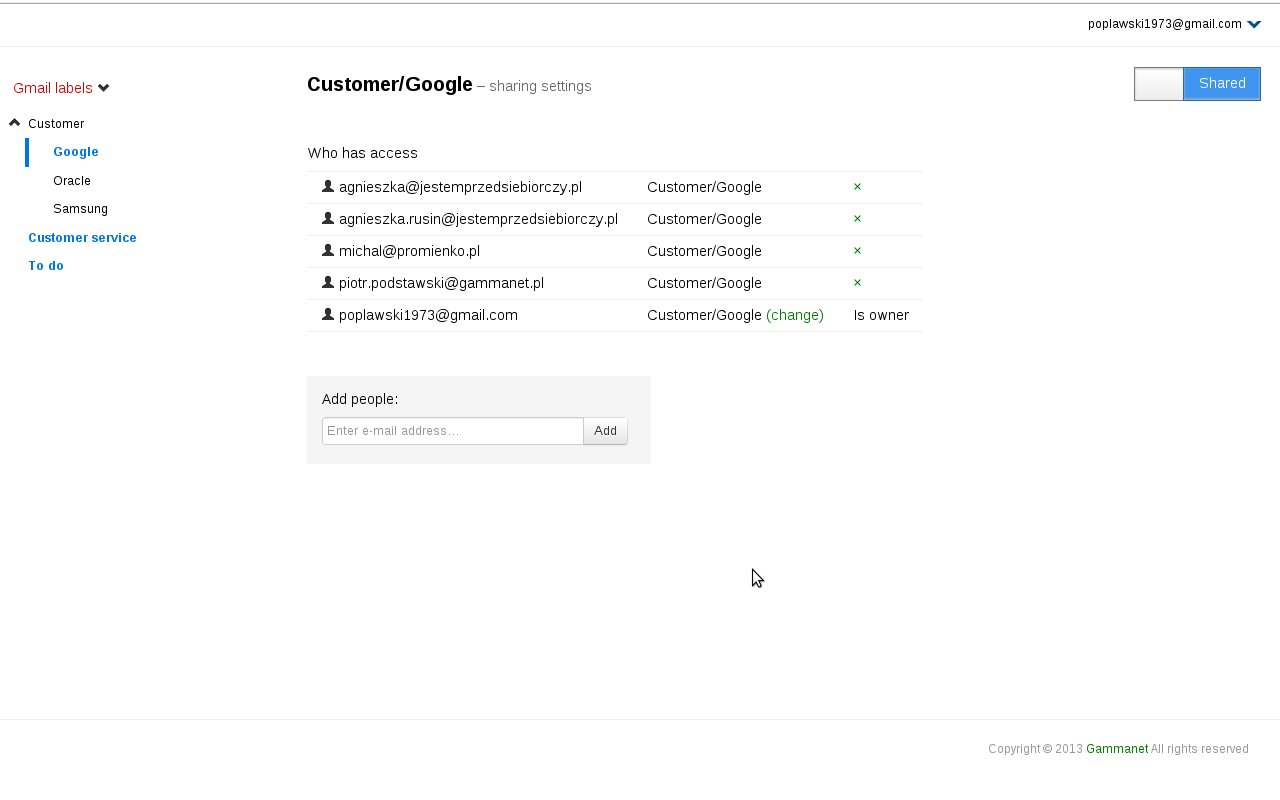 poplawski1973@gmail.com
Gmail labels
Customer
Google
Oracle
Samsung
Customer service
To do
Customer/Google – sharing settings
Shared
Who has access
agnieszka@jestemprzedsiebiorczy.pl Customer/Google ×
agnieszka.rusin@jestemprzedsiebiorczy.pl Customer/Google ×
michal@promienko.pl Customer/Google ×
piotr.podstawski@gammanet.pl Customer/Google ×
poplawski1973@gmail.com Customer/Google (change) Is owner
Add people:
Enter e-mail address... Add
Copyright © 2013 Gammanet All rights reserved